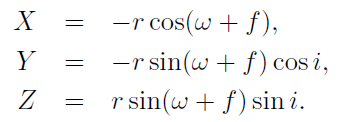 X = −r cos(ω + f),
Y = −r sin(ω + f) cos i,
Z = r sin(ω + f) sin i.